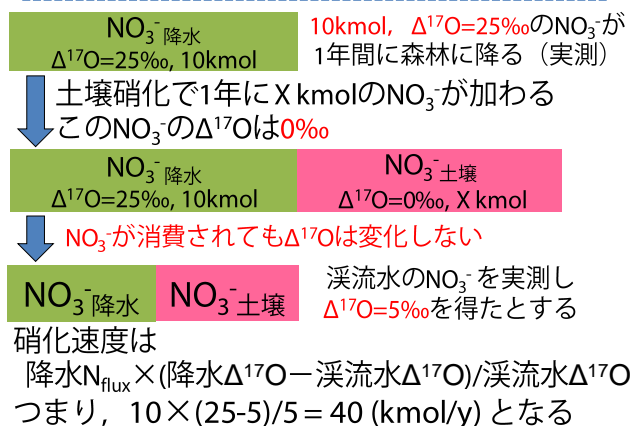 NO₃⁻降水
Δ¹⁷O=25‰, 10kmol
10kmol, Δ¹⁷O=25‰のNO₃⁻が
1年間に森林に降る（実測）
土壌硝化で1年にX kmolのNO₃⁻が加わる
このNO₃⁻のΔ¹⁷Oは0‰
NO₃⁻降水
Δ¹⁷O=25‰, 10kmol
NO₃⁻土壌
Δ¹⁷O=0‰, X kmol
NO₃⁻が消費されてもΔ¹⁷Oは変化しない
NO₃⁻降水
NO₃⁻土壌
渓流水のNO₃⁻を実測し
Δ¹⁷O=5‰を得たとする
硝化速度は
降水N_flux×(降水Δ¹⁷O－渓流水Δ¹⁷O)/渓流水Δ¹⁷O
つまり，10×(25-5)/5 = 40 (kmol/y) となる